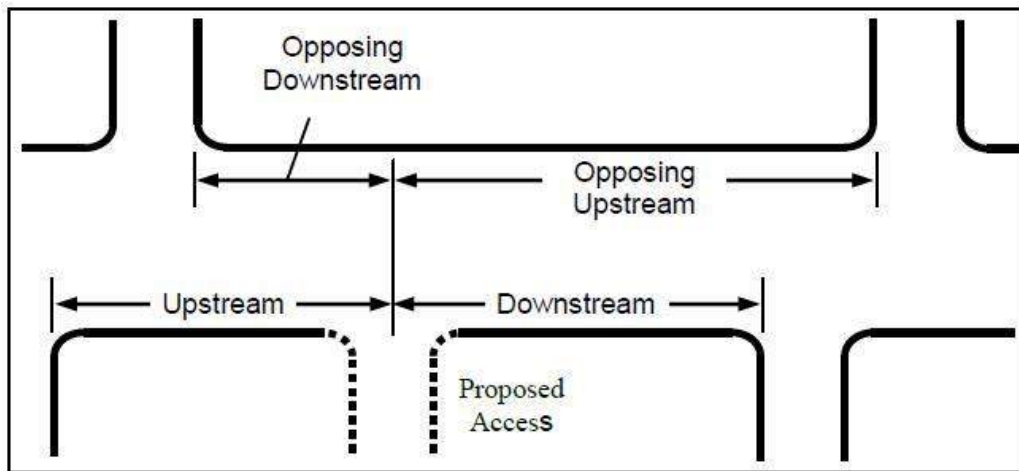 Opposing
Downstream
Opposing
Upstream
Upstream
Downstream
Proposed
Access